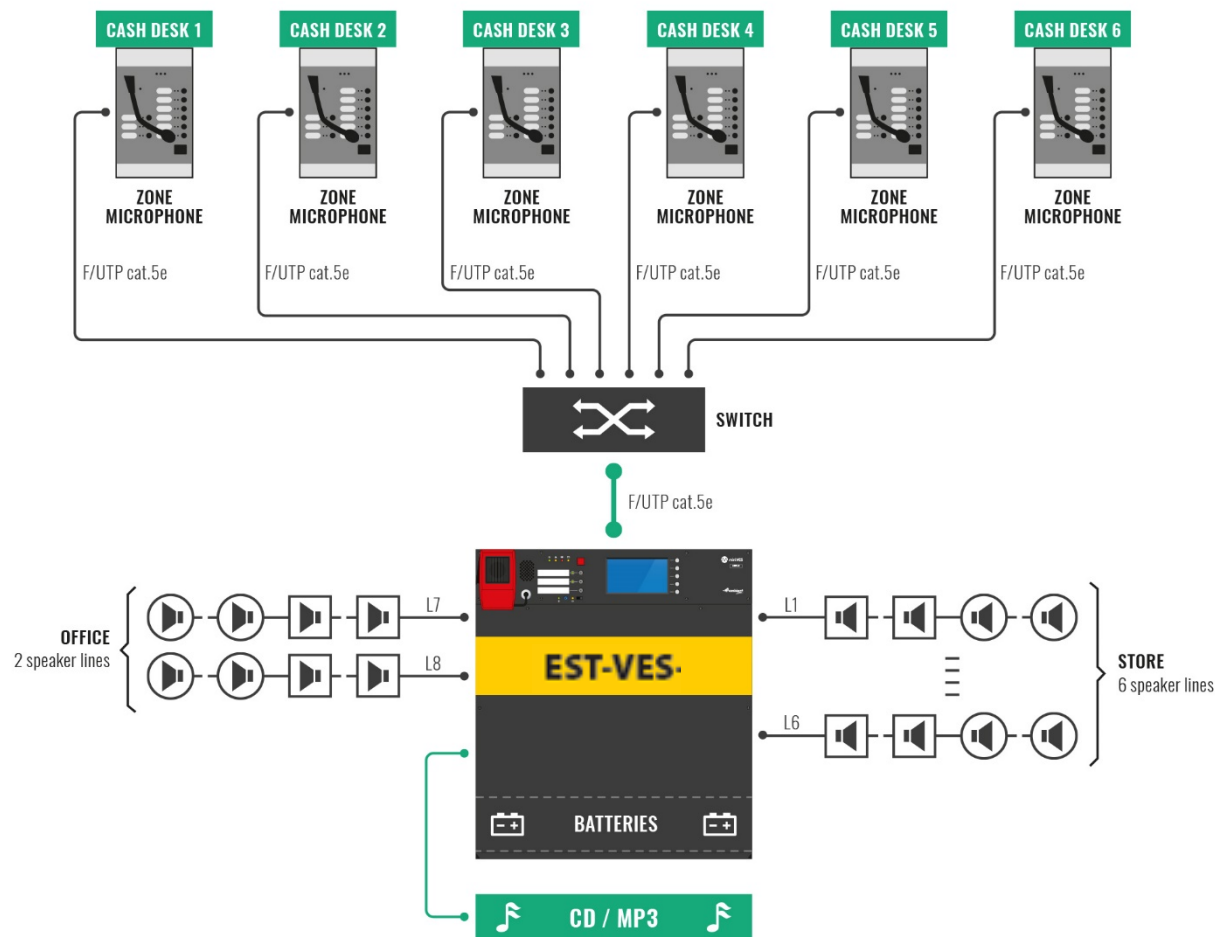 CASH DESK 1
CASH DESK 2
CASH DESK 3
CASH DESK 4
CASH DESK 5
CASH DESK 6
ZONE
MICROPHONE
ZONE
MICROPHONE
ZONE
MICROPHONE
ZONE
MICROPHONE
ZONE
MICROPHONE
ZONE
MICROPHONE
F/UTP cat.5e
F/UTP cat.5e
F/UTP cat.5e
F/UTP cat.5e
F/UTP cat.5e
F/UTP cat.5e
SWITCH
F/UTP cat.5e
OFFICE
2 speaker lines
L7
L8
EST-VES
L1
L6
STORE
6 speaker lines
BATTERIES
CD / MP3